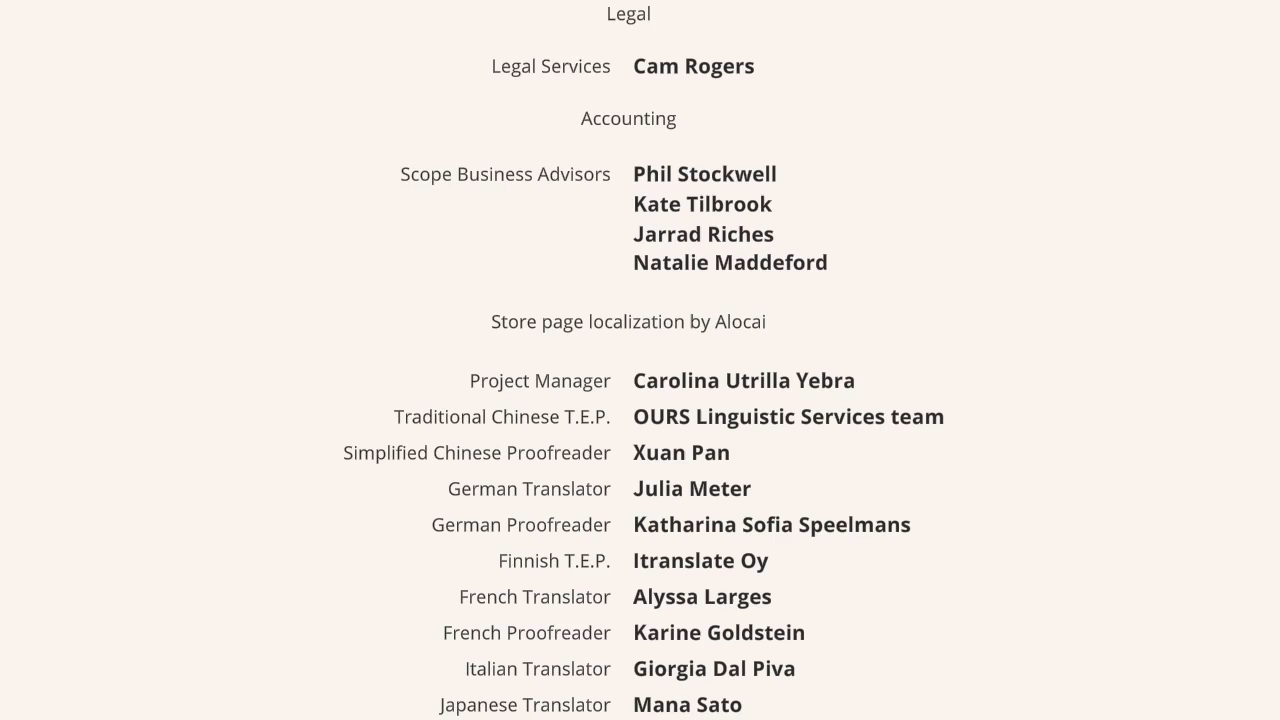 Legal
Legal Services Cam Rogers
Accounting
Scope Business Advisors Phil Stockwell
Kate Tilbrook
Jarrad Riches
Natalie Maddeford
Store page localization by Alocai
Project Manager Carolina Utrilla Yebra
Traditional Chinese T.E.P. OURS Linguistic Services team
Simplified Chinese Proofreader Xuan Pan
German Translator Julia Meter
German Proofreader Katharina Sofia Speelmans
Finnish T.E.P. Itranslate Oy
French Translator Alyssa Larges
French Proofreader Karine Goldstein
Italian Translator Giorgia Dal Piva
Japanese Translator Mana Sato